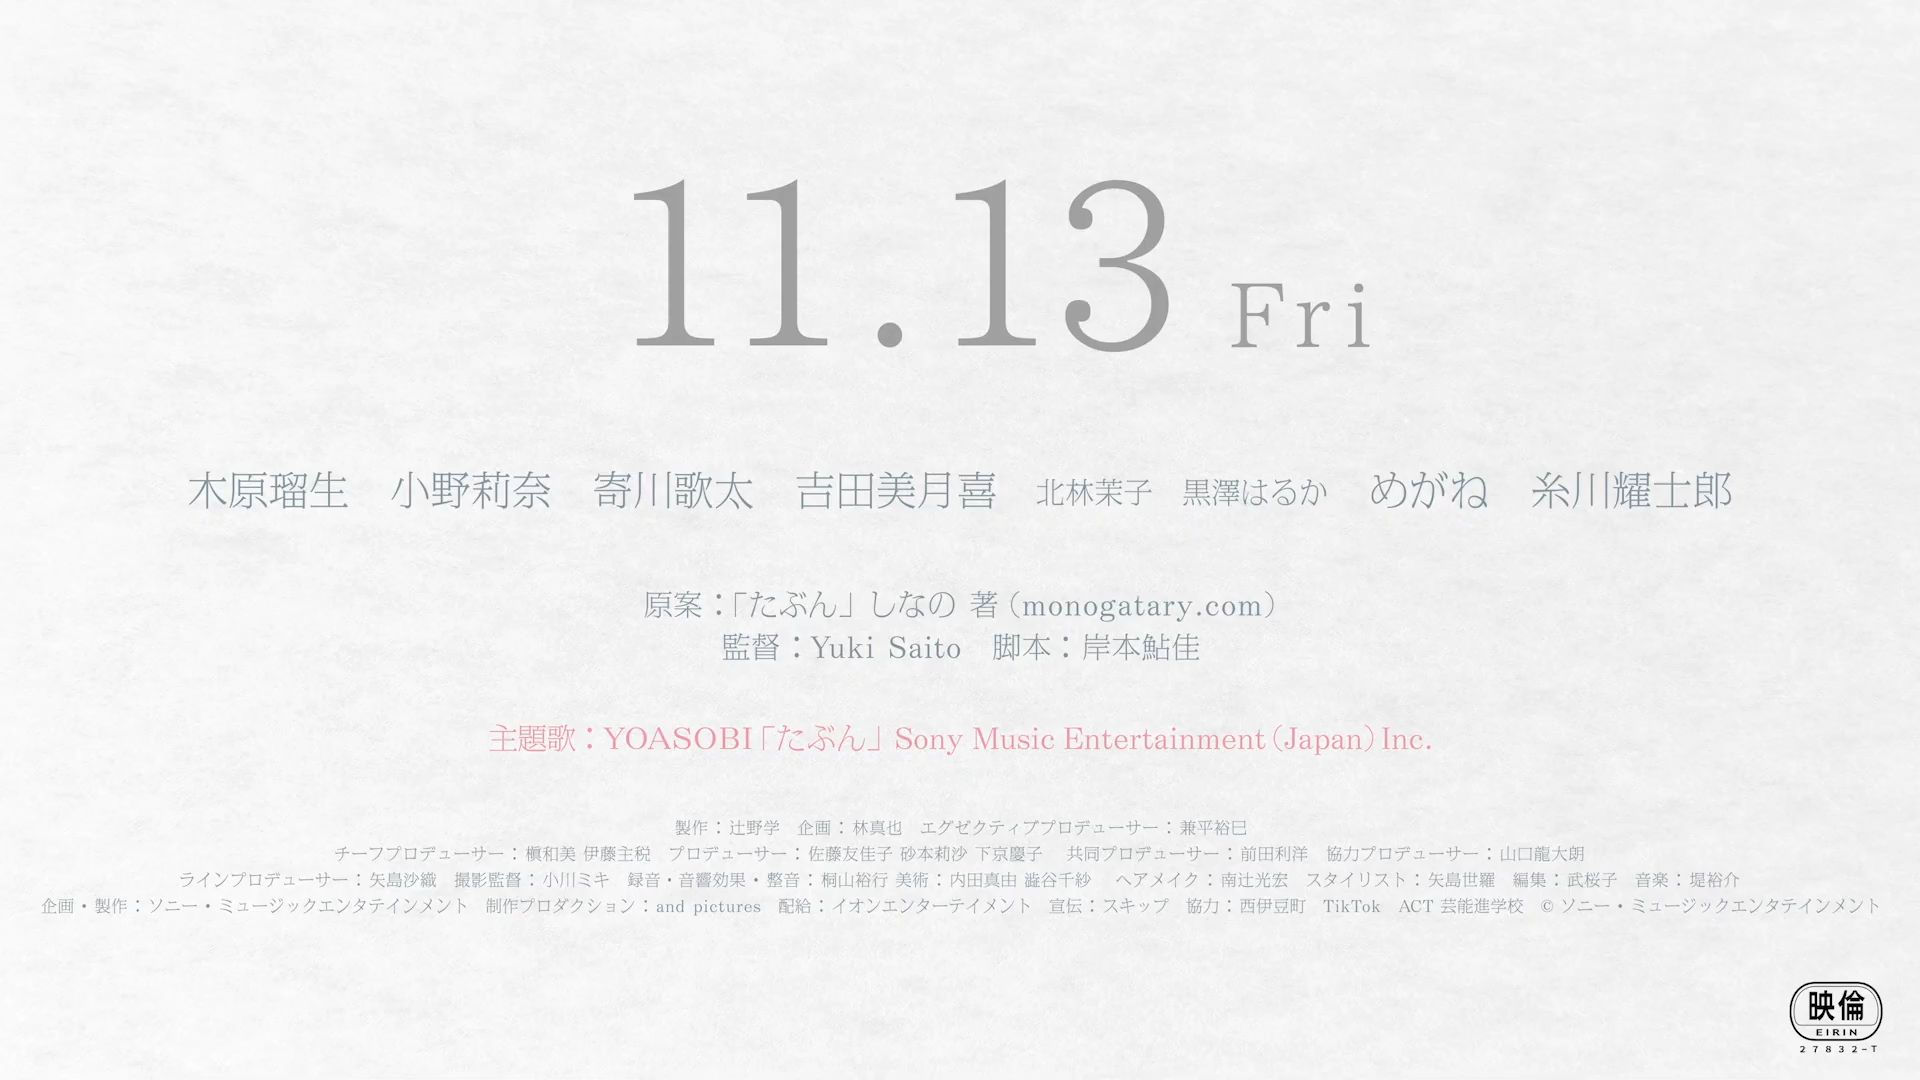 11.13 Fri
木原瑠生　小野莉奈　寄川歌太　吉田美月喜　北林茉子　黒澤はるか　めがね　糸川耀士郎
原案：「たぶん」しなの 著（monogatary.com）
監督：Yuki Saito　脚本：岸本鮎佳
主題歌：YOASOBI「たぶん」Sony Music Entertainment（Japan）Inc.
製作：辻野学　企画：林真也　エグゼクティブプロデューサー：兼平裕巳
チーフプロデューサー：槇和美 伊藤主税　プロデューサー：佐藤友佳子 砂本莉沙 下京慶子　共同プロデューサー：前田利洋　協力プロデューサー：山口龍大朗
ラインプロデューサー：矢島沙織　撮影監督：小川ミキ　録音・音響効果・整音：桐山裕行 美術：内田真由 澁谷千紗　ヘアメイク：南辻光宏　スタイリスト：矢島世羅　編集：武桜子　音楽：堤裕介
企画・製作：ソニー・ミュージックエンタテインメント　制作プロダクション：and pictures　配給：イオンエンターテイメント　宣伝：スキップ　協力：西伊豆町　TikTok　ACT 芸能進学校　© ソニー・ミュージックエンタテインメント
映倫
EIRIN
27832-T